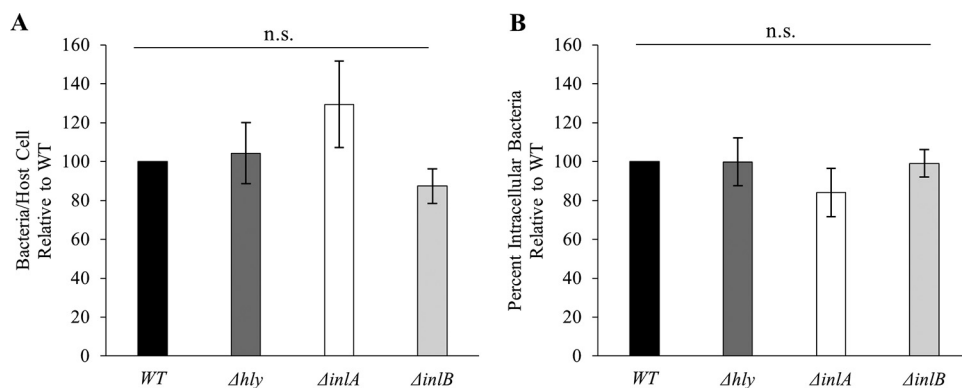 A
n.s.
Bacteria/Host Cell
Relative to WT
160
140
120
100
80
60
40
20
0
WT
Δhly
ΔinlA
ΔinlB
B
n.s.
Percent Intracellular Bacteria
Relative to WT
160
140
120
100
80
60
40
20
0
WT
Δhly
ΔinlA
ΔinlB